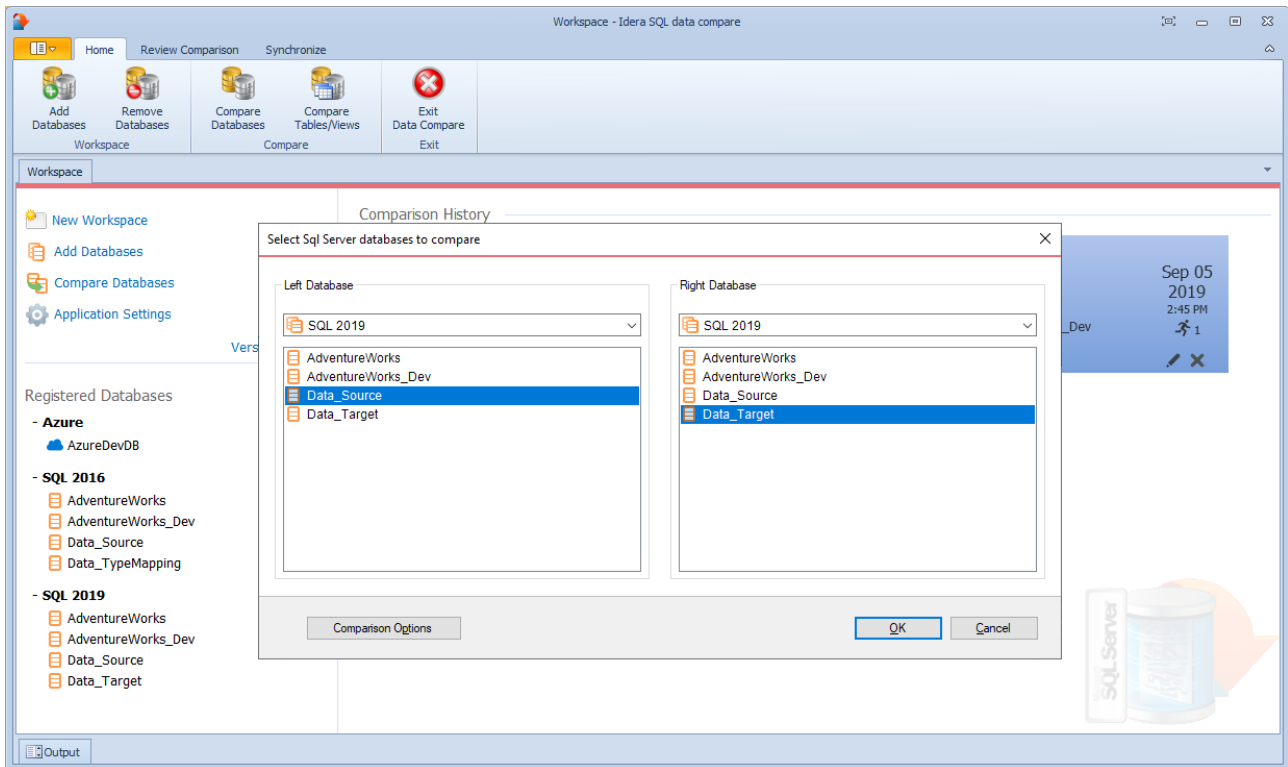 Workspace - Idera SQL data compare
Home Review Comparison Synchronize
Add Databases
Remove Databases
Compare Databases
Compare Tables/Views
Exit Data Compare
Workspace Compare Exit
Workspace
New Workspace
Add Databases
Compare Databases
Application Settings
Vers
Registered Databases
- Azure
AzureDevDB
- SQL 2016
AdventureWorks
AdventureWorks_Dev
Data_Source
Data_TypeMapping
- SQL 2019
AdventureWorks
AdventureWorks_Dev
Data_Source
Data_Target
Comparison History
Select Sql Server databases to compare
Left Database
SQL 2019
AdventureWorks
AdventureWorks_Dev
Data_Source
Data_Target
Right Database
SQL 2019
AdventureWorks
AdventureWorks_Dev
Data_Source
Data_Target
Comparison Options
OK
Cancel
_Dev
Sep 05
2019
2:45 PM
1
SQL Server
Output